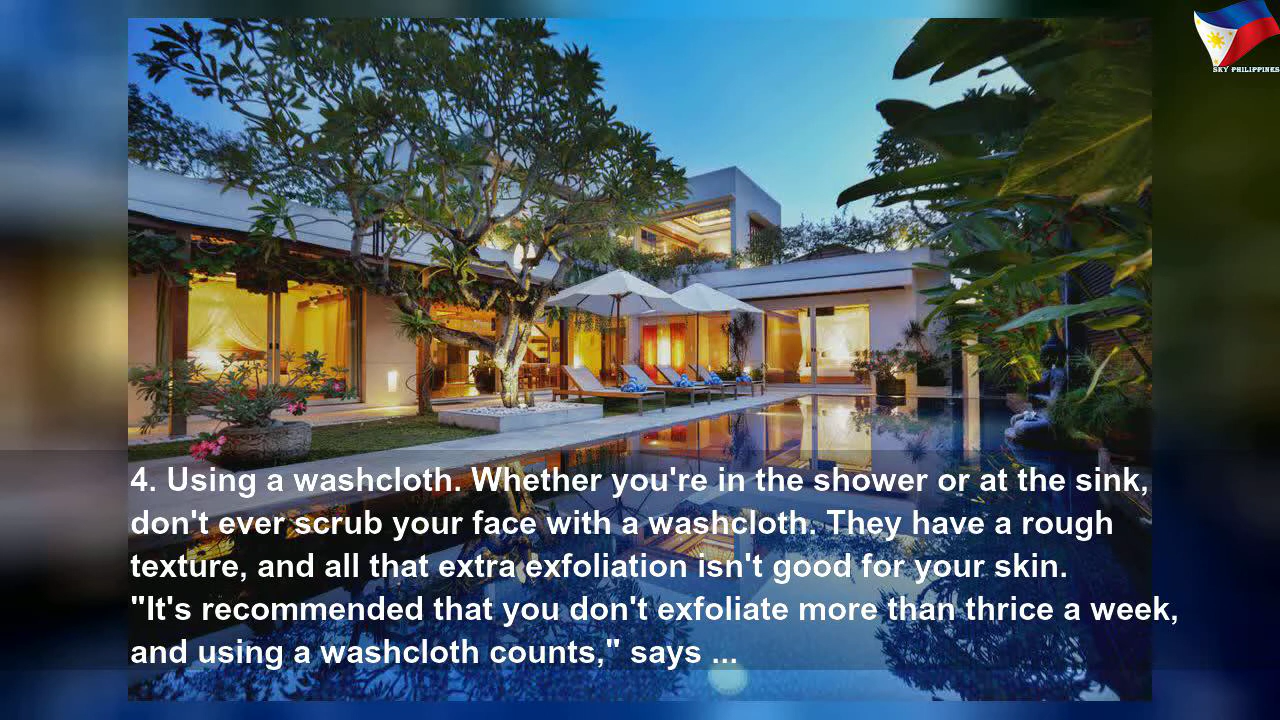 SKY PHILIPPINES
4. Using a washcloth. Whether you're in the shower or at the sink,
don't ever scrub your face with a washcloth. They have a rough
texture, and all that extra exfoliation isn't good for your skin.
"It's recommended that you don't exfoliate more than thrice a week,
and using a washcloth counts," says ...